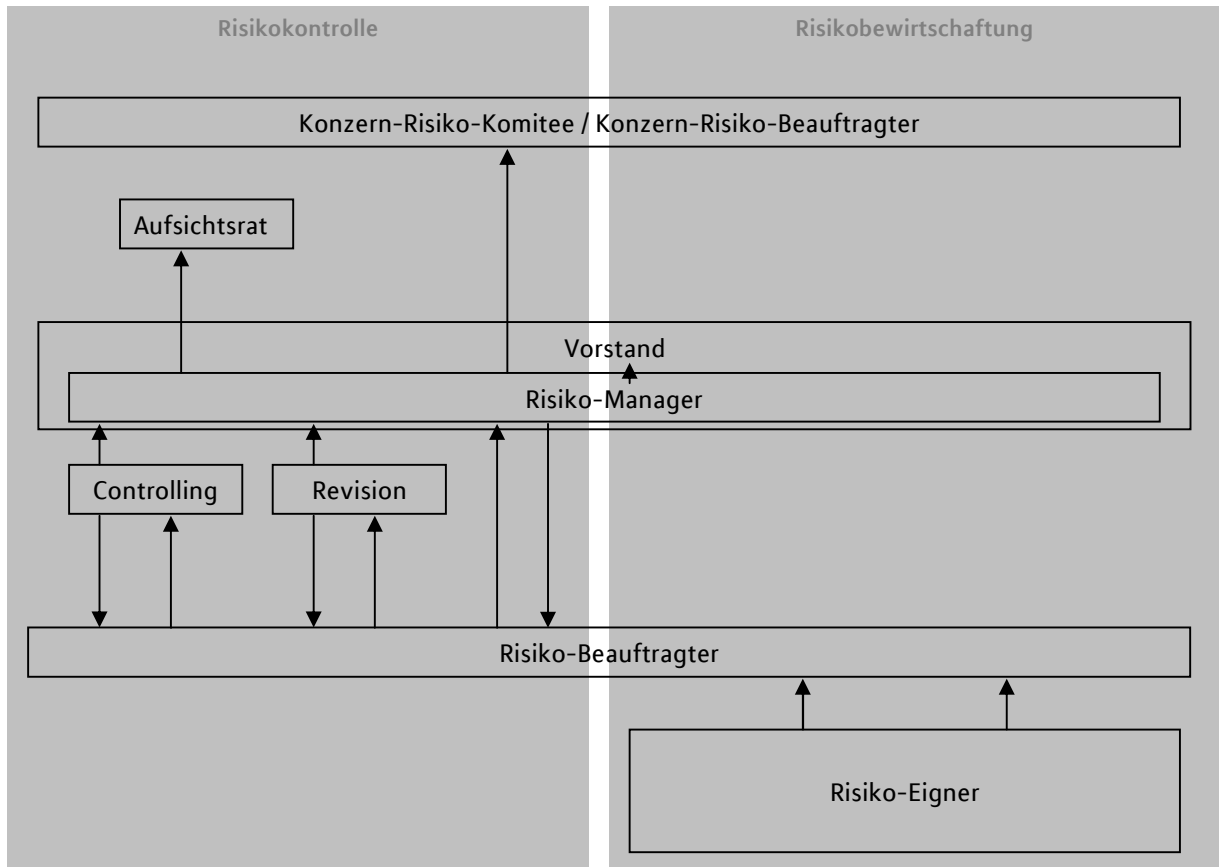 Risikokontrolle
Risikobewirtschaftung
Konzern-Risiko-Komitee / Konzern-Risiko-Beauftragter
Aufsichtsrat
Vorstand
Risiko-Manager
Controlling
Revision
Risiko-Beauftragter
Risiko-Eigner